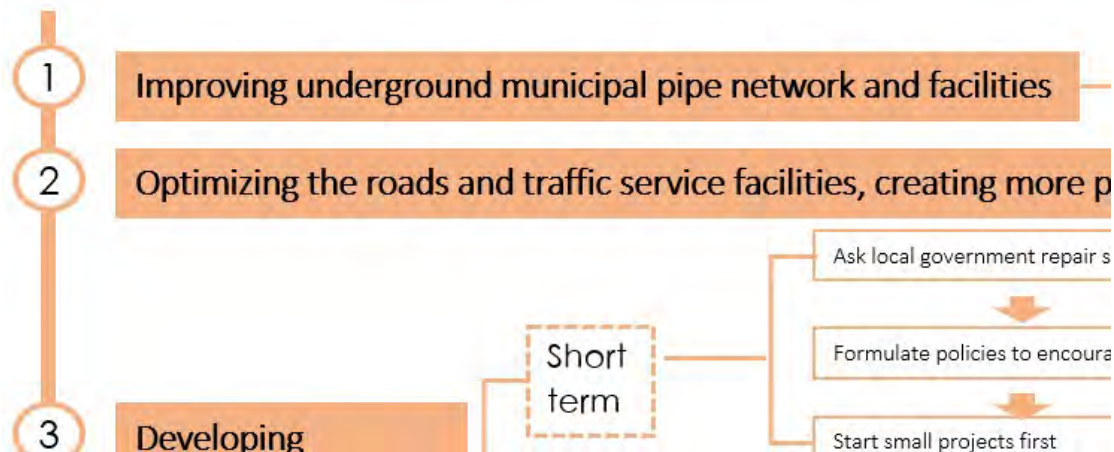 1
Improving underground municipal pipe network and facilities
2
Optimizing the roads and traffic service facilities, creating more
Ask local government repair
Short
term
Formulate policies to
Start small projects first
3
Developing